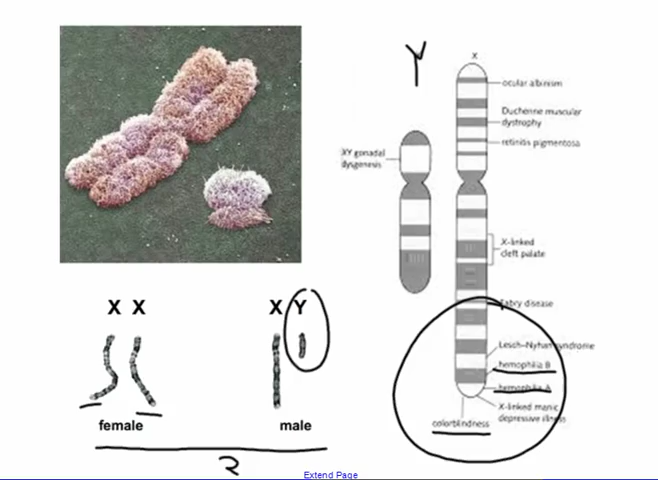 Y
X
ocular albinism
Duchenne muscular
dystrophy
retinitis pigmentosa
XY gonadal
dysgenesis
X-linked
cleft palate
Fabry disease
Lesch-Nyhan syndrome
hemophilia B
hemophilia A
X-linked manic
depressive illness
colorblindness
X X
X Y
female
male
2
Extend Page